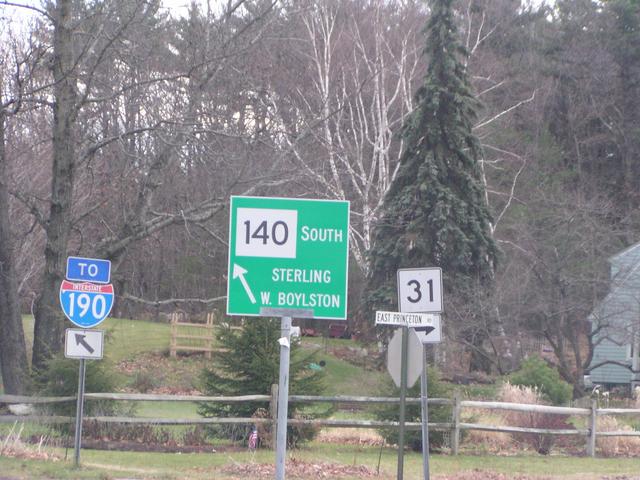 TO
INTERSTATE
190
140 SOUTH
STERLING
W. BOYLSTON
31
EAST PRINCETON